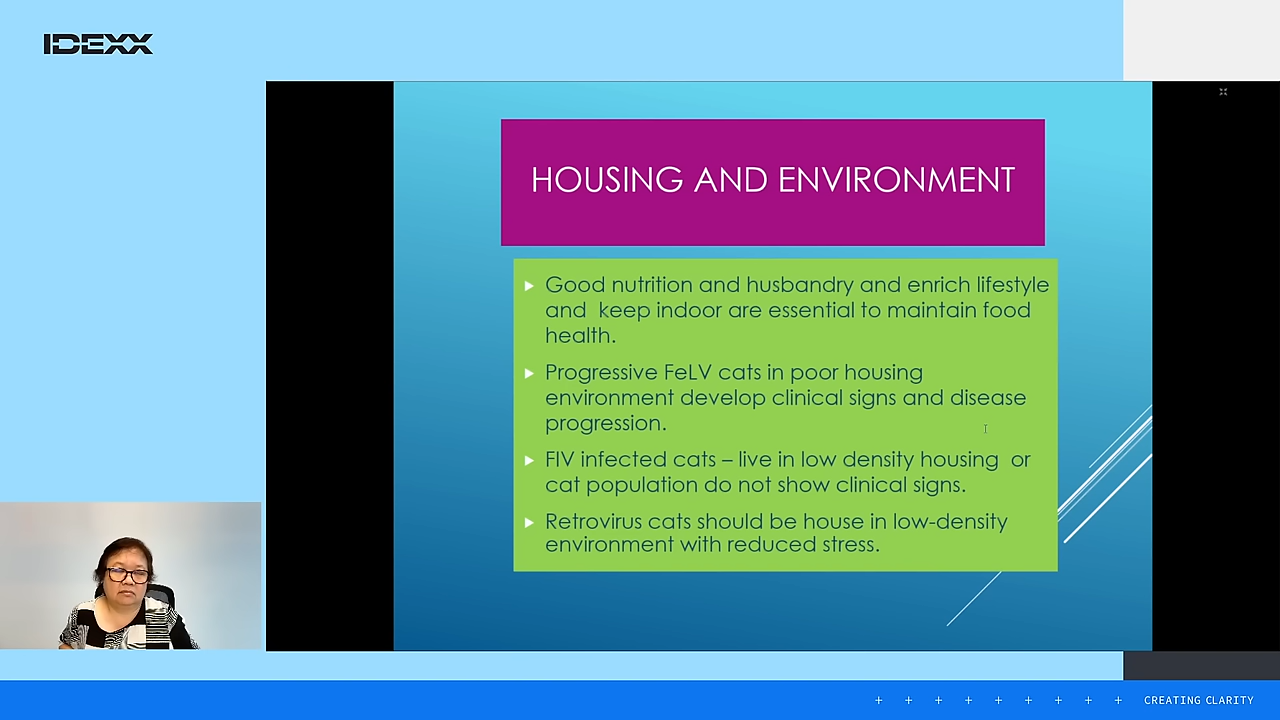 IDEXX
HOUSING AND ENVIRONMENT
Good nutrition and husbandry and enrich lifestyle
and keep indoor are essential to maintain food
health.
Progressive FeLV cats in poor housing
environment develop clinical signs and disease
progression.
FIV infected cats – live in low density housing or
cat population do not show clinical signs.
Retrovirus cats should be house in low-density
environment with reduced stress.
CREATING CLARITY